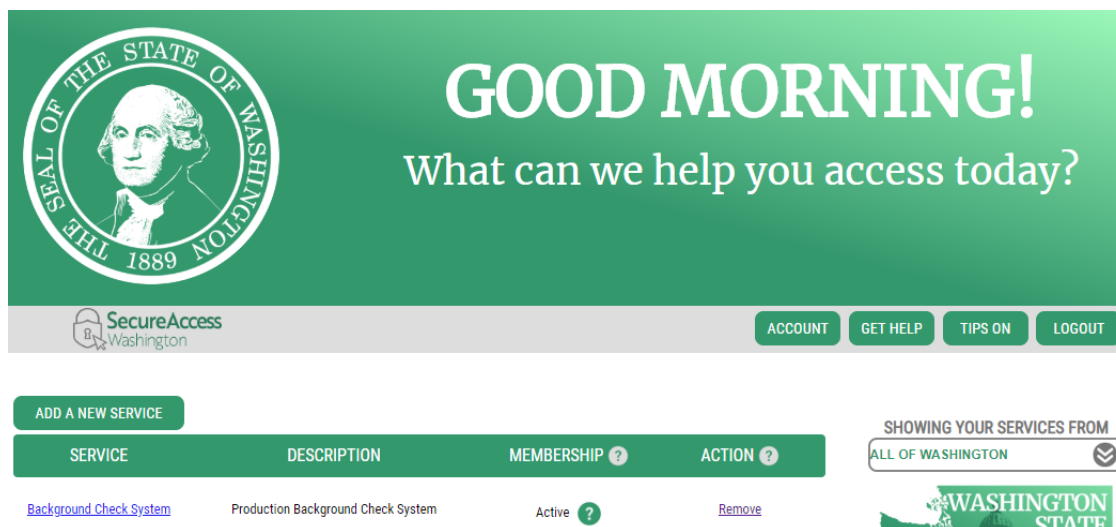 THE SEAL OF THE STATE OF WASHINGTON
1889
GOOD MORNING!
What can we help you access today?
SecureAccess
Washington
ACCOUNT GET HELP TIPS ON LOGOUT
ADD A NEW SERVICE
SHOWING YOUR SERVICES FROM
ALL OF WASHINGTON
SERVICE DESCRIPTION MEMBERSHIP ? ACTION ?
Background Check System Production Background Check System Active ? Remove
WASHINGTON
STATE